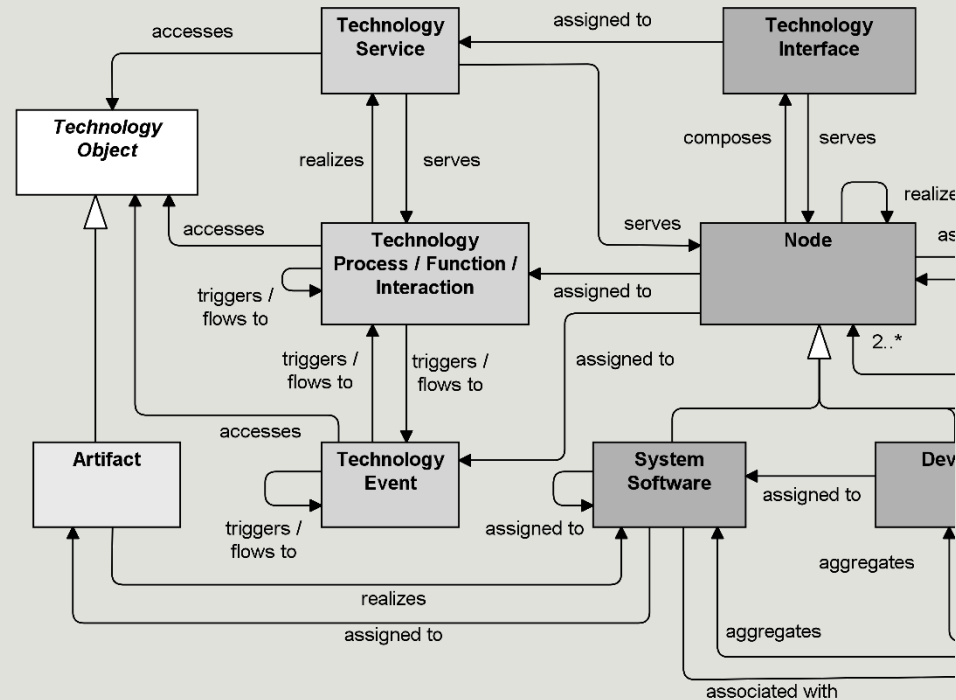 assigned to
Technology
Service
Technology
Interface
accesses
Technology
Object
realizes
serves
composes
serves
realize
accesses
Technology
Process / Function /
Interaction
serves
Node
as
triggers /
flows to
assigned to
2..*
triggers /
flows to
triggers /
flows to
assigned to
accesses
Artifact
Technology
Event
System
Software
Dev
assigned to
triggers /
flows to
assigned to
aggregates
realizes
assigned to
aggregates
associated with